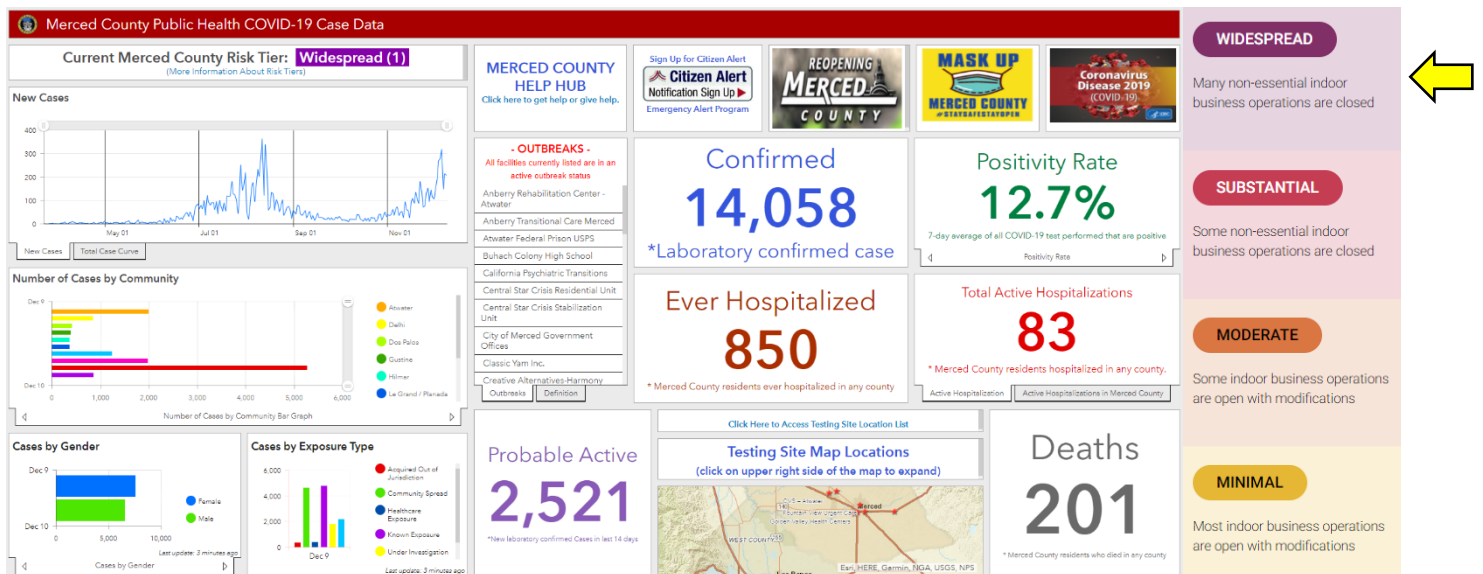 Merced County Public Health COVID-19 Case Data
Current Merced County Risk Tier: Widespread (1)
(More Information About Risk Tiers)
New Cases
400
300
200
100
0
May 01
Jul 01
Sep 01
Nov 01
New Cases
Total Case Curve
Number of Cases by Community
Dec 9
Dec 10
0
1,000
2,000
3,000
4,000
5,000
6,000
Atwater
Delhi
Dos Palos
Gustine
Hilmar
Le Grand / Planada
Number of Cases by Community Bar Graph
Cases by Gender
Dec 9
Dec 10
0
5,000
10,000
Female
Male
Last update: 3 minutes ago
Cases by Gender
Cases by Exposure Type
6,000
4,000
2,000
0
Dec 9
Acquired Out of
Jurisdiction
Community Spread
Healthcare
Exposure
Known Exposure
Under Investigation
Last update: 3 minutes ago
MERCED COUNTY
HELP HUB
Click here to get help or give help.
Sign Up for Citizen Alert
Citizen Alert
Notification Sign Up
Emergency Alert Program
REOPENING
MERCED
COUNTY
MASK UP
MERCED COUNTY
#STAYSAFESTAYOPEN
Coronavirus
Disease 2019
(COVID-19)
CDC
- OUTBREAKS -
All facilities currently listed are in an
active outbreak status
Anberry Rehabilitation Center -
Atwater
Anberry Transitional Care Merced
Atwater Federal Prison USPS
Buhach Colony High School
California Psychiatric Transitions
Central Star Crisis Residential Unit
Central Star Crisis Stabilization
Unit
City of Merced Government
Offices
Classic Yam Inc.
Creative Alternatives-Harmony
Outbreaks
Definition
Confirmed
14,058
*Laboratory confirmed case
Positivity Rate
12.7%
7-day average of all COVID-19 test performed that are positive
Positivity Rate
Ever Hospitalized
850
* Merced County residents ever hospitalized in any county
Total Active Hospitalizations
83
* Merced County residents hospitalized in any county.
Active Hospitalization
Active Hospitalizations in Merced County
Probable Active
2,521
*New laboratory confirmed Cases in last 14 days
Click Here to Access Testing Site Location List
Testing Site Map Locations
(click on upper right side of the map to expand)
Merced
WEST COUNTY
Esri, HERE, Garmin, NGA, USGS, NPS
Deaths
201
* Merced County residents who died in any county
WIDESPREAD
Many non-essential indoor
business operations are closed
SUBSTANTIAL
Some non-essential indoor
business operations are closed
MODERATE
Some indoor business operations
are open with modifications
MINIMAL
Most indoor business operations
are open with modifications